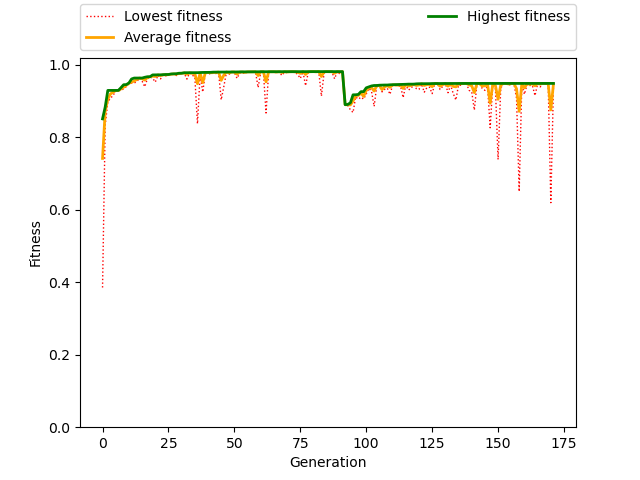 Lowest fitness
Average fitness
Highest fitness
1.0
0.8
0.6
0.4
0.2
0.0
Fitness
0 25 50 75 100 125 150 175
Generation